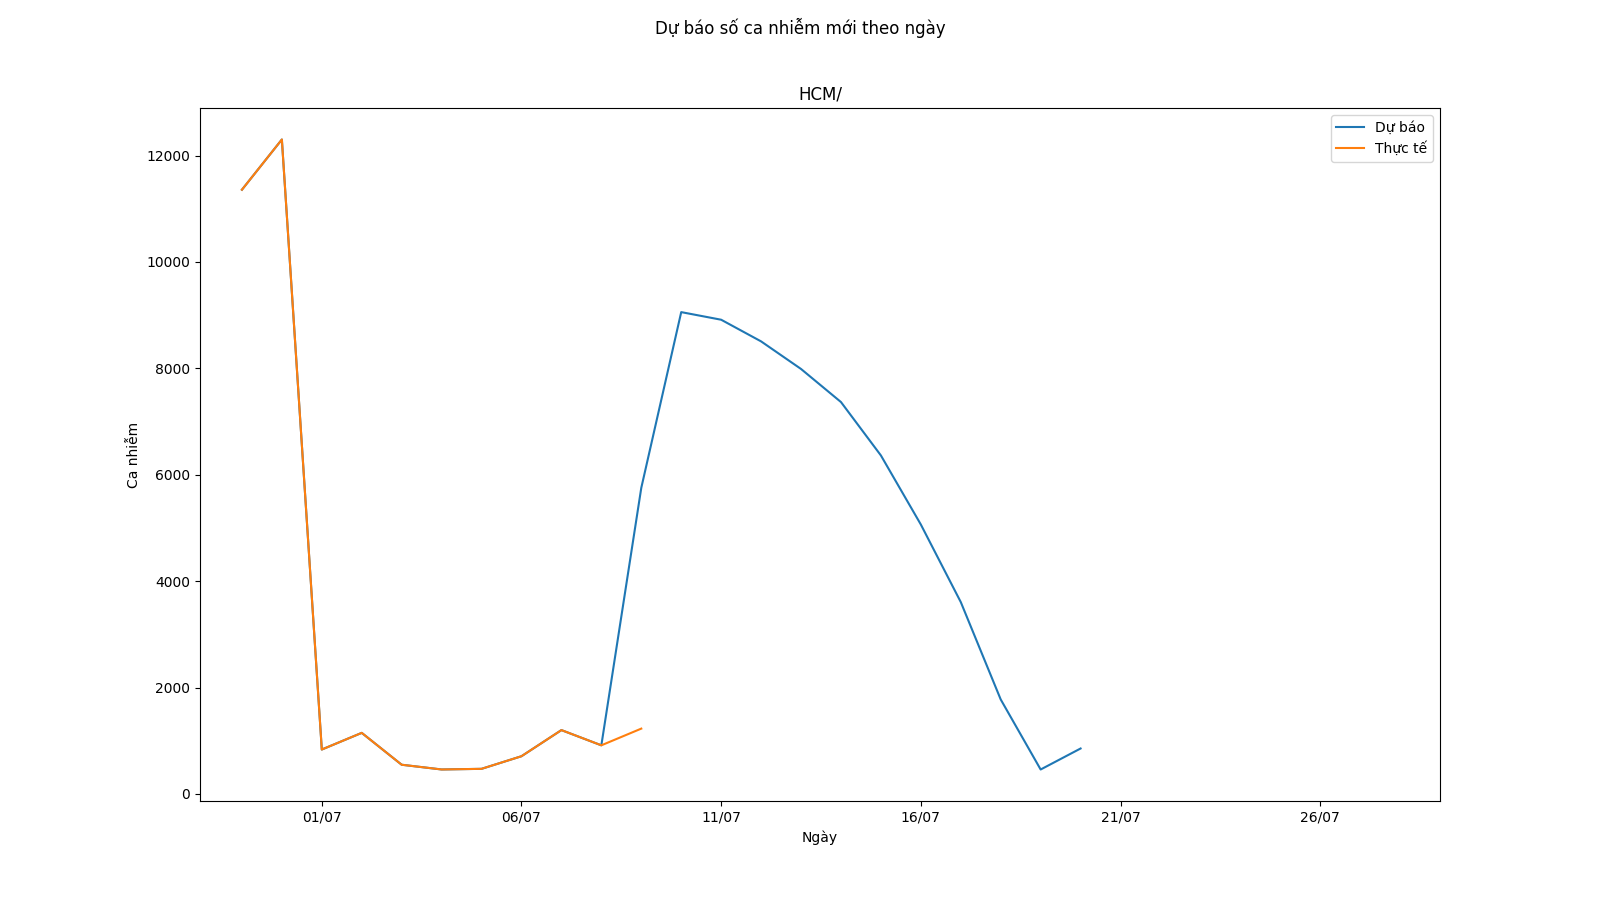 Dự báo số ca nhiễm mới theo ngày
HCM/
Dự báo
Thực tế
12000
10000
8000
6000
4000
2000
0
Ca nhiễm
01/07 06/07 11/07 16/07 21/07 26/07
Ngày